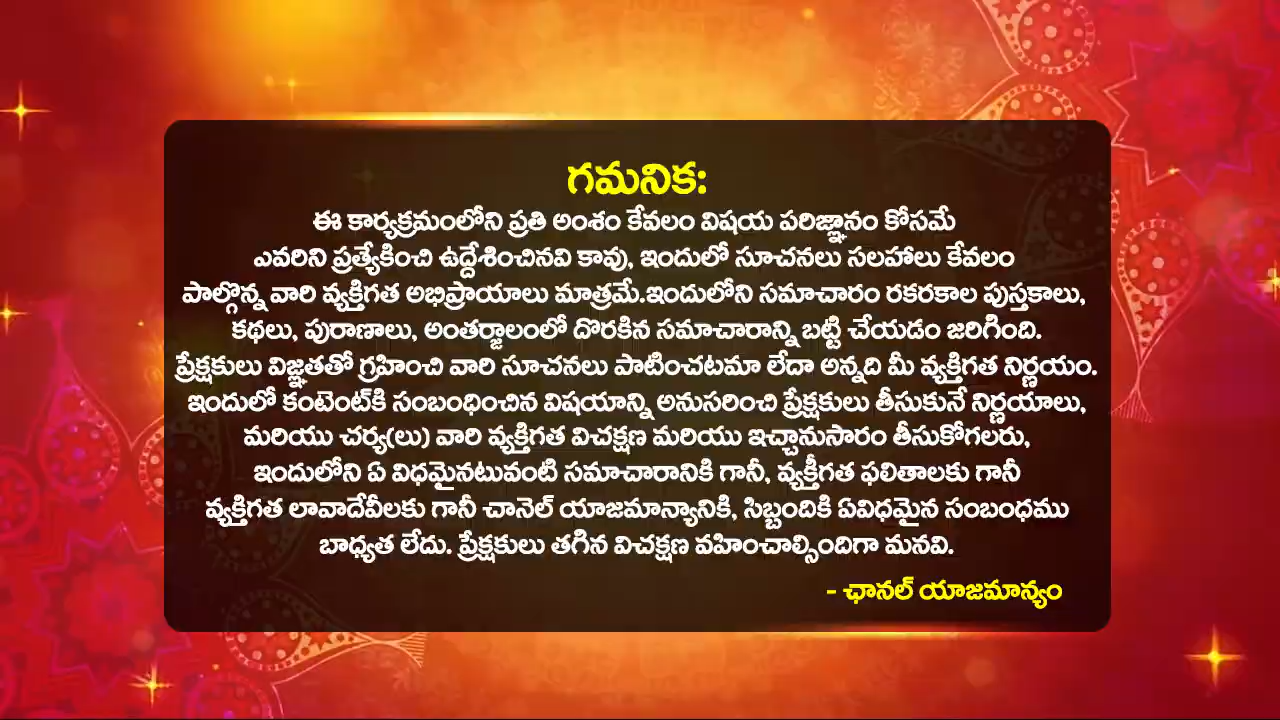 గమనిక:
ఈ కార్యక్రమంలోని ప్రతి అంశం కేవలం విషయ పరిజ్ఞానం కోసమే
ఎవరిని ప్రత్యేకించి ఉద్దేశించినవి కావు, ఇందులో సూచనలు సలహాలు కేవలం
పాల్గొన్న వారి వ్యక్తిగత అభిప్రాయాలు మాత్రమే.ఇందులోని సమాచారం రకరకాల పుస్తకాలు,
కథలు, పురాణాలు, అంతర్జాలంలో దొరకిన సమాచారాన్ని బట్టి చేయడం జరిగింది.
ప్రేక్షకులు విజ్ఞతతో గ్రహించి వారి సూచనలు పాటించటమా లేదా అన్నది మీ వ్యక్తిగత నిర్ణయం.
ఇందులో కంటెంట్‌కి సంబంధించిన విషయాన్ని అనుసరించి ప్రేక్షకులు తీసుకునే నిర్ణయాలు,
మరియు చర్య(లు) వారి వ్యక్తిగత విచక్షణ మరియు ఇచ్చానుసారం తీసుకోగలరు,
ఇందులోని ఏ విధమైనటువంటి సమాచారానికి గానీ, వ్యక్తీగత ఫలితాలకు గానీ
వ్యక్తిగత లావాదేవీలకు గానీ చానెల్ యాజమాన్యానికి, సిబ్బందికి ఏవిధమైన సంబంధము
బాధ్యత లేదు. ప్రేక్షకులు తగిన విచక్షణ వహించాల్సిందిగా మనవి.
- ఛానల్ యాజమాన్యం